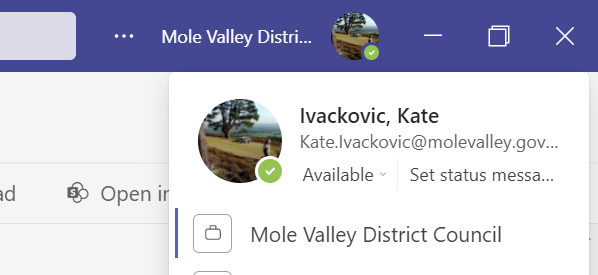 Mole Valley Distri...
Ivackovic, Kate
Kate.Ivackovic@molevalley.gov...
Available
Set status messa...
ad
Open in
Mole Valley District Council